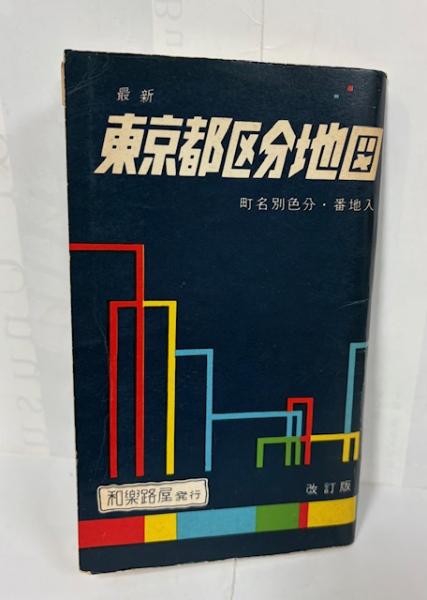 最新
東京都区分地図
町名別色分・番地入
和樂路屋発行
改訂版